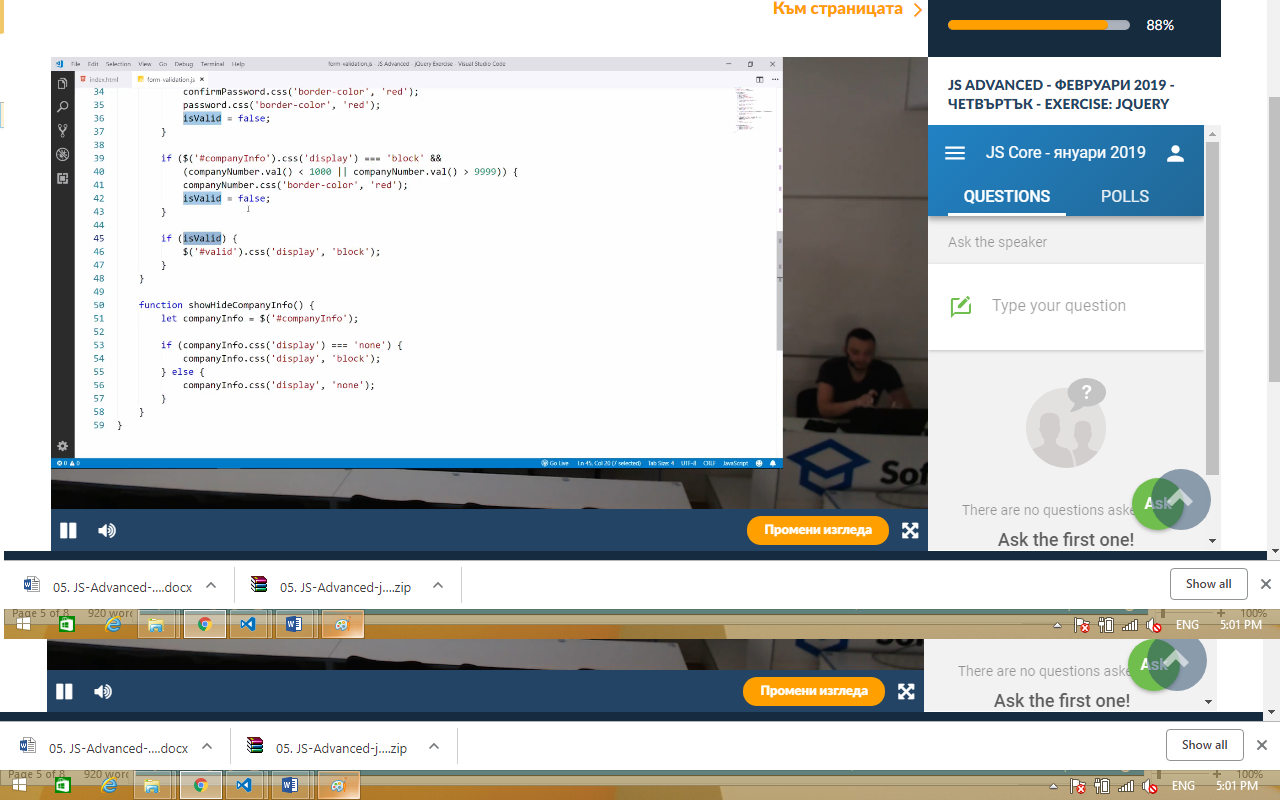 Към страницата
88%
File Edit Selection View Go Debug Terminal Help
form-validation.js - JS Advanced - jQuery Exercise - Visual Studio Code
index.html
form-validation.js
34 confirmPassword.css('border-color', 'red');
35 password.css('border-color', 'red');
36 isValid = false;
37 }
38
39 if ($('#companyInfo').css('display') === 'block' &&
40 (companyNumber.val() < 1000 || companyNumber.val() > 9999)) {
41 companyNumber.css('border-color', 'red');
42 isValid = false;
43 }
44
45 if (isValid) {
46 $('#valid').css('display', 'block');
47 }
48 }
49
50 function showHideCompanyInfo() {
51 let companyInfo = $('#companyInfo');
52
53 if (companyInfo.css('display') === 'none') {
54 companyInfo.css('display', 'block');
55 } else {
56 companyInfo.css('display', 'none');
57 }
58 }
59 }
0 0
Go Live Ln 45, Col 20 (7 selected) Tab Size: 4 UTF-8 CRLF JavaScript
Sof
Промени изгледа
JS ADVANCED - ФЕВРУАРИ 2019 -
ЧЕТВЪРТЪК - EXERCISE: JQUERY
JS Core - януари 2019
QUESTIONS POLLS
Ask the speaker
Type your question
?
There are no questions aske
Ask
Ask the first one!
05. JS-Advanced-....docx
05. JS-Advanced-j....zip
Show all
Page 5 of 8 920 word
100%
ENG 5:01 PM
Промени изгледа
There are no questions aske
Ask
Ask the first one!
05. JS-Advanced-....docx
05. JS-Advanced-j....zip
Show all
Page 5 of 8 920 word
100%
ENG 5:01 PM